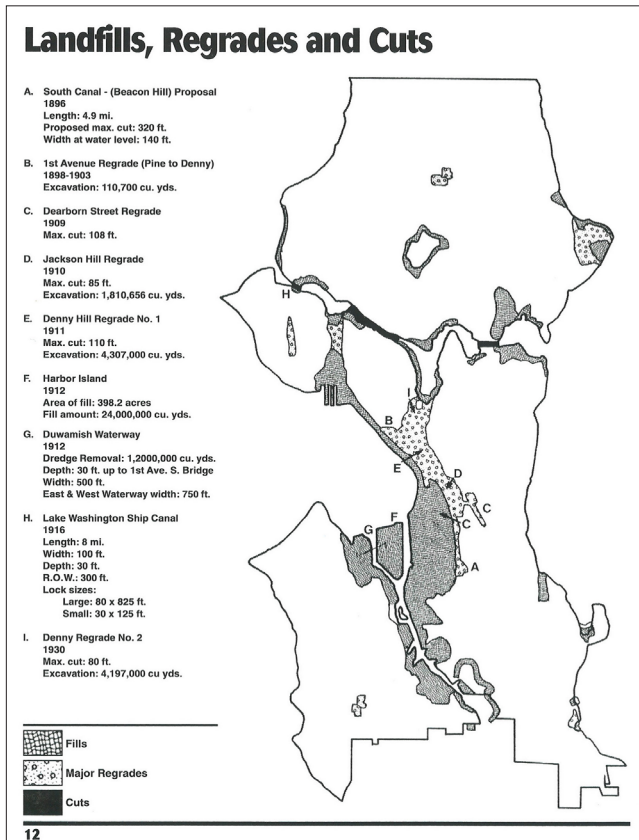 Landfills, Regrades and Cuts
A. South Canal - (Beacon Hill) Proposal
1896
Length: 4.9 mi.
Proposed max. cut: 320 ft.
Width at water level: 140 ft.
B. 1st Avenue Regrade (Pine to Denny)
1898-1903
Excavation: 110,700 cu. yds.
C. Dearborn Street Regrade
1909
Max. cut: 108 ft.
D. Jackson Hill Regrade
1910
Max. cut: 85 ft.
Excavation: 1,810,656 cu. yds.
E. Denny Hill Regrade No. 1
1911
Max. cut: 110 ft.
Excavation: 4,307,000 cu. yds.
F. Harbor Island
1912
Area of fill: 398.2 acres
Fill amount: 24,000,000 cu. yds.
G. Duwamish Waterway
1912
Dredge Removal: 1,2000,000 cu. yds.
Depth: 30 ft. up to 1st Ave. S. Bridge
Width: 500 ft.
East & West Waterway width: 750 ft.
H. Lake Washington Ship Canal
1916
Length: 8 mi.
Width: 100 ft.
Depth: 30 ft.
R.O.W.: 300 ft.
Lock sizes:
Large: 80 x 825 ft.
Small: 30 x 125 ft.
I. Denny Regrade No. 2
1930
Max. cut: 80 ft.
Excavation: 4,197,000 cu yds.
Fills
Major Regrades
Cuts
12
H
I
B
E
D
C
C
F
G
A